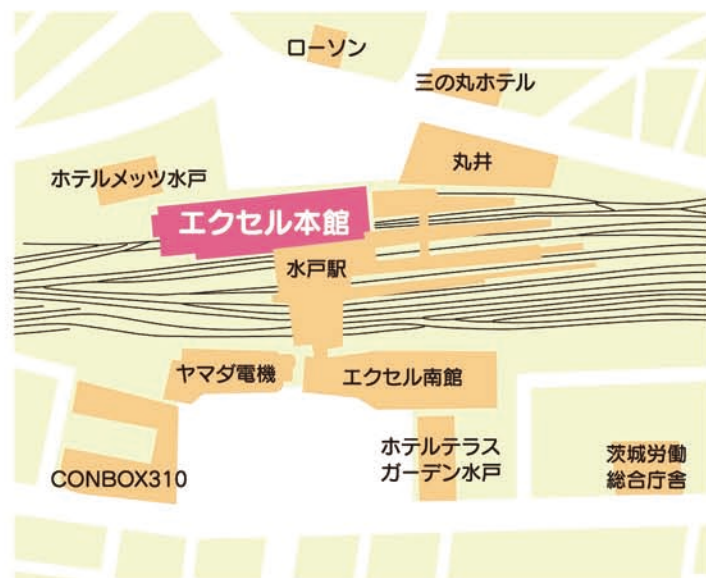 ローソン
三の丸ホテル
丸井
ホテルメッツ水戸
エクセル本館
水戸駅
ヤマダ電機
エクセル南館
ホテルテラス
ガーデン水戸
茨城労働
総合庁舎
CONBOX310